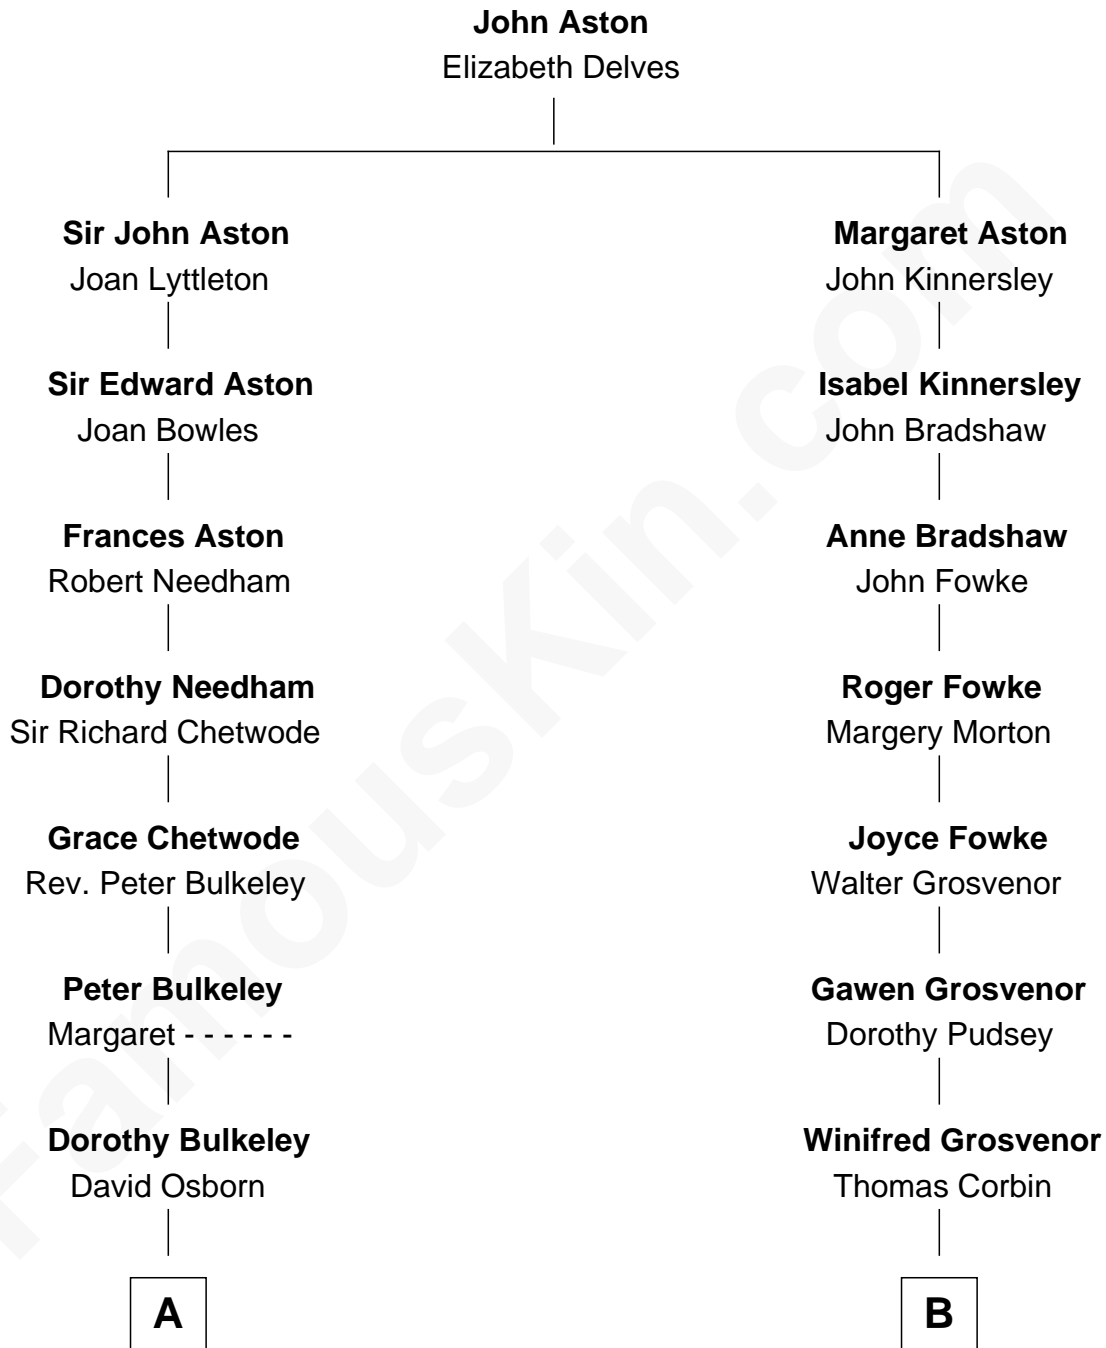 John Aston
Elizabeth Delves
Sir John Aston
Joan Lyttleton
Margaret Aston
John Kinnersley
Sir Edward Aston
Joan Bowles
Isabel Kinnersley
John Bradshaw
Frances Aston
Robert Needham
Anne Bradshaw
John Fowke
Dorothy Needham
Sir Richard Chetwode
Roger Fowke
Margery Morton
Grace Chetwode
Rev. Peter Bulkeley
Joyce Fowke
Walter Grosvenor
Peter Bulkeley
Margaret - - - - - -
Gawen Grosvenor
Dorothy Pudsey
Dorothy Bulkeley
David Osborn
Winifred Grosvenor
Thomas Corbin
A
B
FamousKin.com